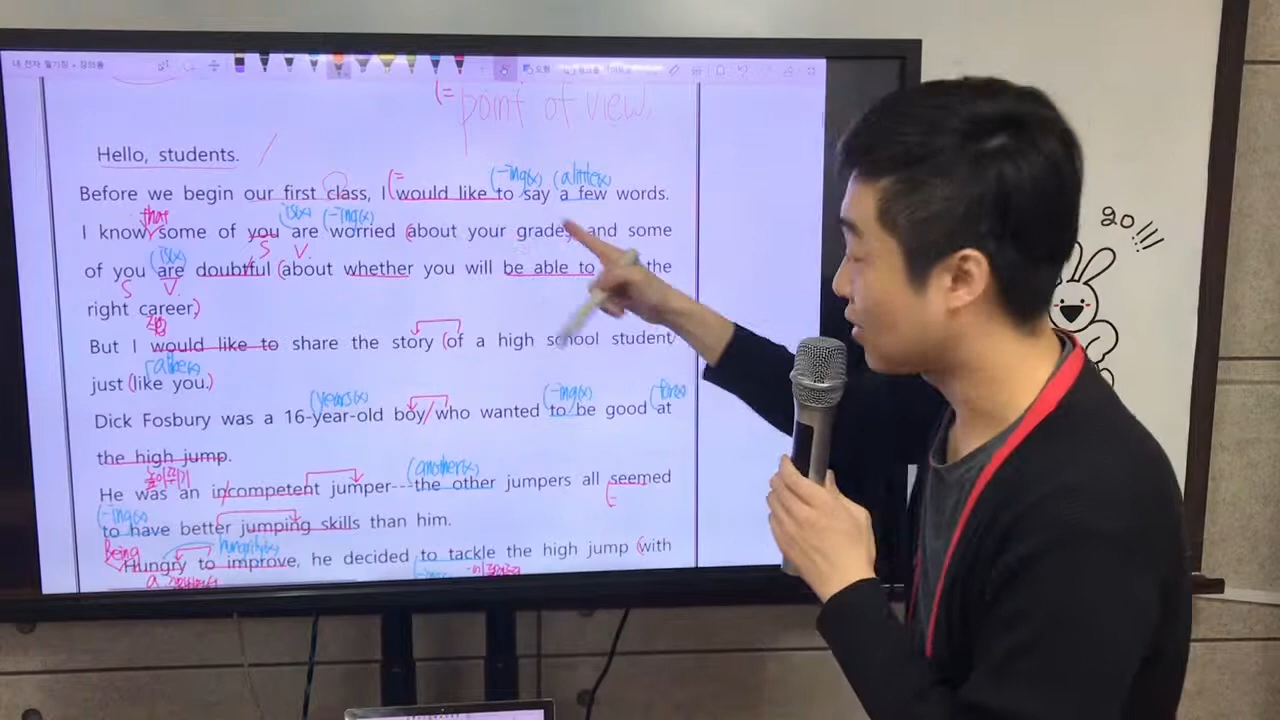 (= point of view.
Hello, students.
(= (-ing(x) (a little(x)
Before we begin our first class, I would like to say a few words.
that is(x) (-ing(x)
I know some of you are worried (about your grades, and some
(is(x) S V.
of you are doubtful (about whether you will be able to the
S V
right career.)
But I would like to share the story (of a high school student
(rather(x)
just (like you.)
(years(x) (-ing(x) (for(x)
Dick Fosbury was a 16-year-old boy/who wanted to be good at
the high jump.
(another(x)
He was an incompetent jumper---the other jumpers all seemed
(-ing(x)
to have better jumping skills than him.
Being hungrily(x)
Hungry to improve, he decided to tackle the high jump (with
20!!!